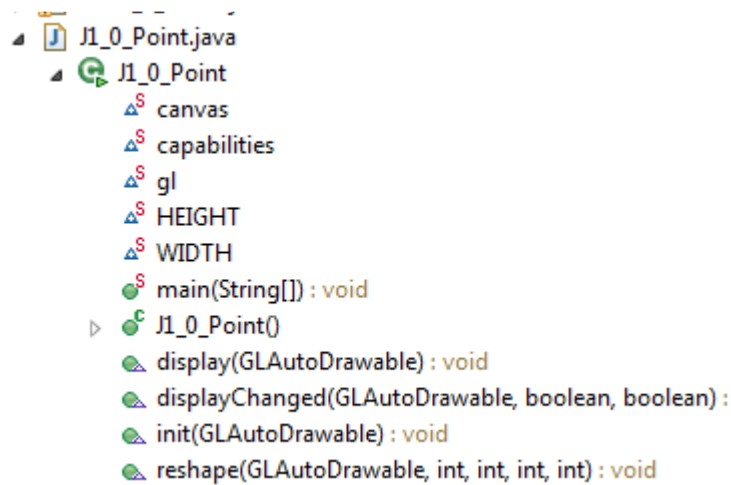 J1_0_Point.java
J1_0_Point
canvas
capabilities
gl
HEIGHT
WIDTH
main(String[]) : void
J1_0_Point()
display(GLAutoDrawable) : void
displayChanged(GLAutoDrawable, boolean, boolean) :
init(GLAutoDrawable) : void
reshape(GLAutoDrawable, int, int, int, int) : void